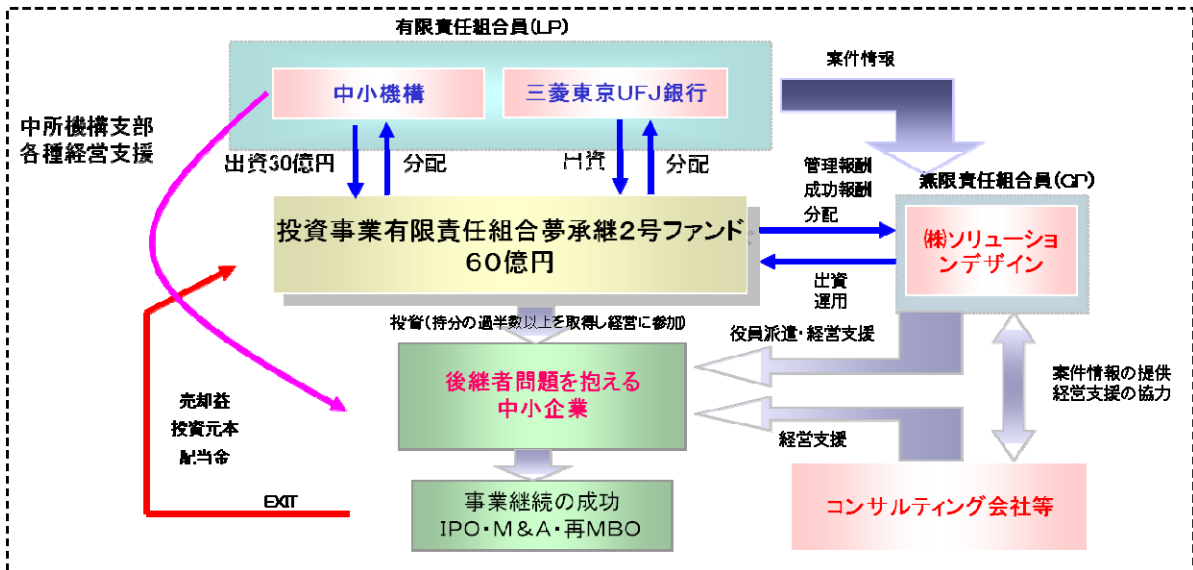 有限責任組合員(LP)
案件情報
中小機構
三菱東京UFJ銀行
中所機構支部
各種経営支援
出資30億円
分配
出資
分配
管理報酬
成功報酬
分配
無限責任組合員(GP)
㈱ソリューショ
ンデザイン
投資事業有限責任組合夢承継2号ファンド
60億円
出資
運用
投資(持分の過半数以上を取得し経営に参加)
役員派遣・経営支援
後継者問題を抱える
中小企業
案件情報の提供
経営支援の協力
売却益
投資元本
配当金
経営支援
EXIT
事業継続の成功
IPO・M&A・再MBO
コンサルティング会社等